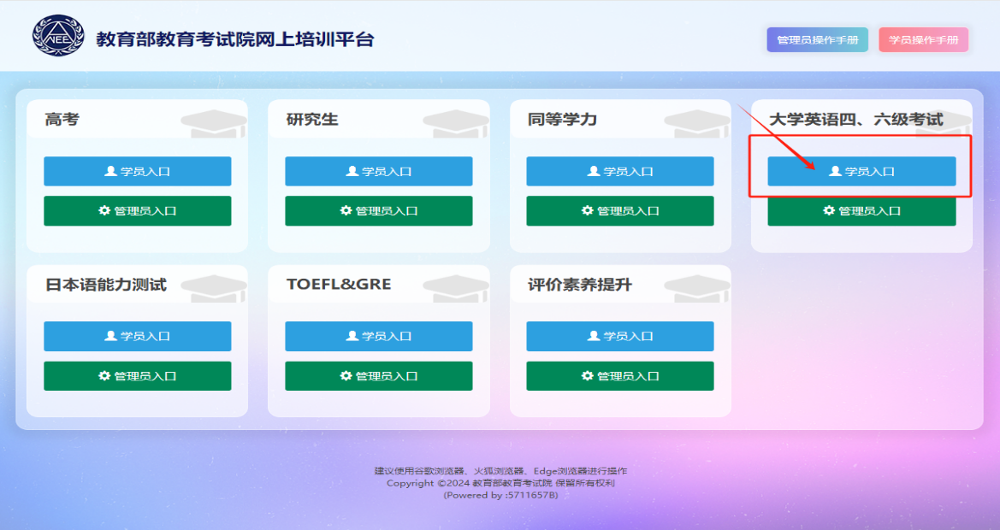 NEE
教育部教育考试院网上培训平台
管理员操作手册
学员操作手册
高考
研究生
同等学力
大学英语四、六级考试
学员入口
学员入口
学员入口
学员入口
管理员入口
管理员入口
管理员入口
管理员入口
日本语能力测试
TOEFL&GRE
评价素养提升
学员入口
学员入口
学员入口
管理员入口
管理员入口
管理员入口
建议使用谷歌浏览器、火狐浏览器、Edge浏览器进行操作
Copyright ©2024 教育部教育考试院 保留所有权利
(Powered by :5711657B)